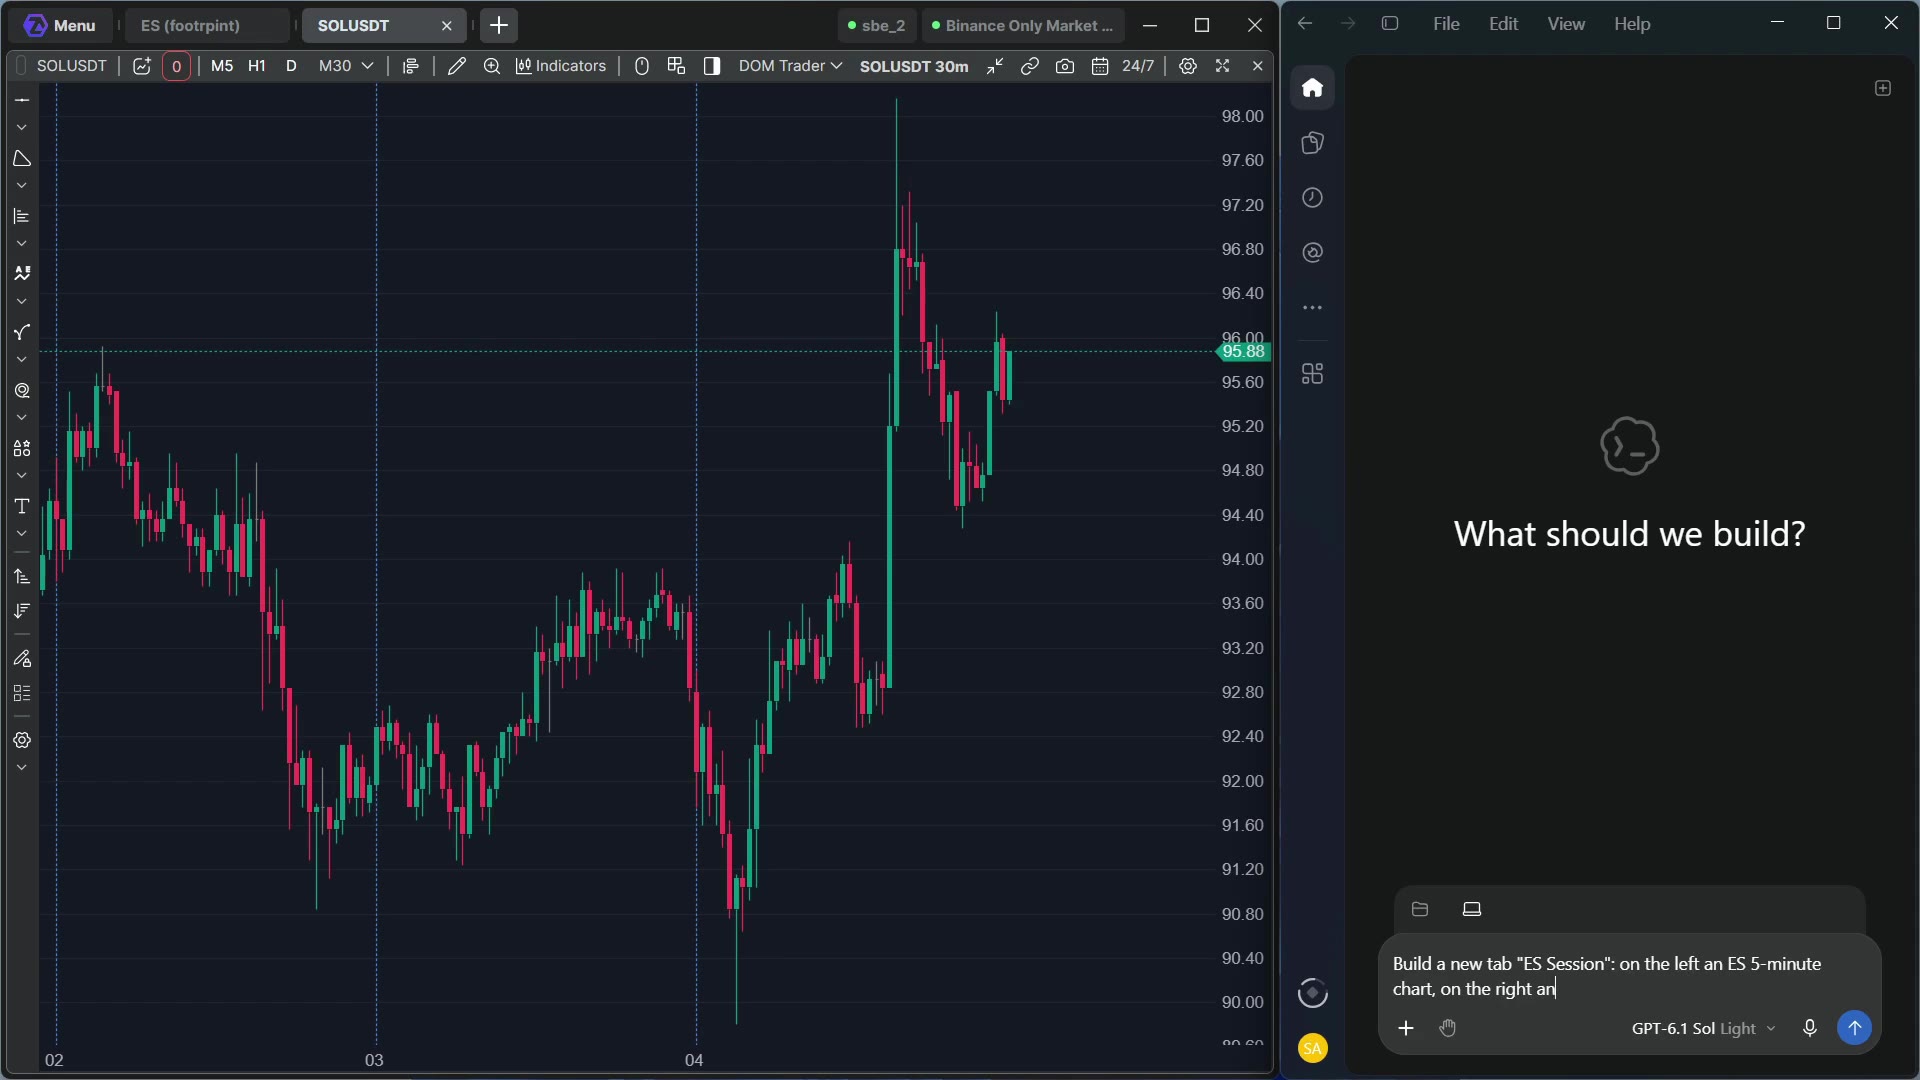 Menu
ES (footrpint)
SOLUSDT
sbe_2
Binance Only Market ...
File
Edit
View
Help
SOLUSDT
0
M5
H1
D
M30
Indicators
DOM Trader
SOLUSDT 30m
24/7
98.00
97.60
97.20
96.80
96.40
96.00
95.88
95.60
95.20
94.80
94.40
94.00
93.60
93.20
92.80
92.40
92.00
91.60
91.20
90.80
90.40
90.00
89.60
02
03
04
What should we build?
Build a new tab "ES Session": on the left an ES 5-minute
chart, on the right an
GPT-6.1 Sol Light
SA